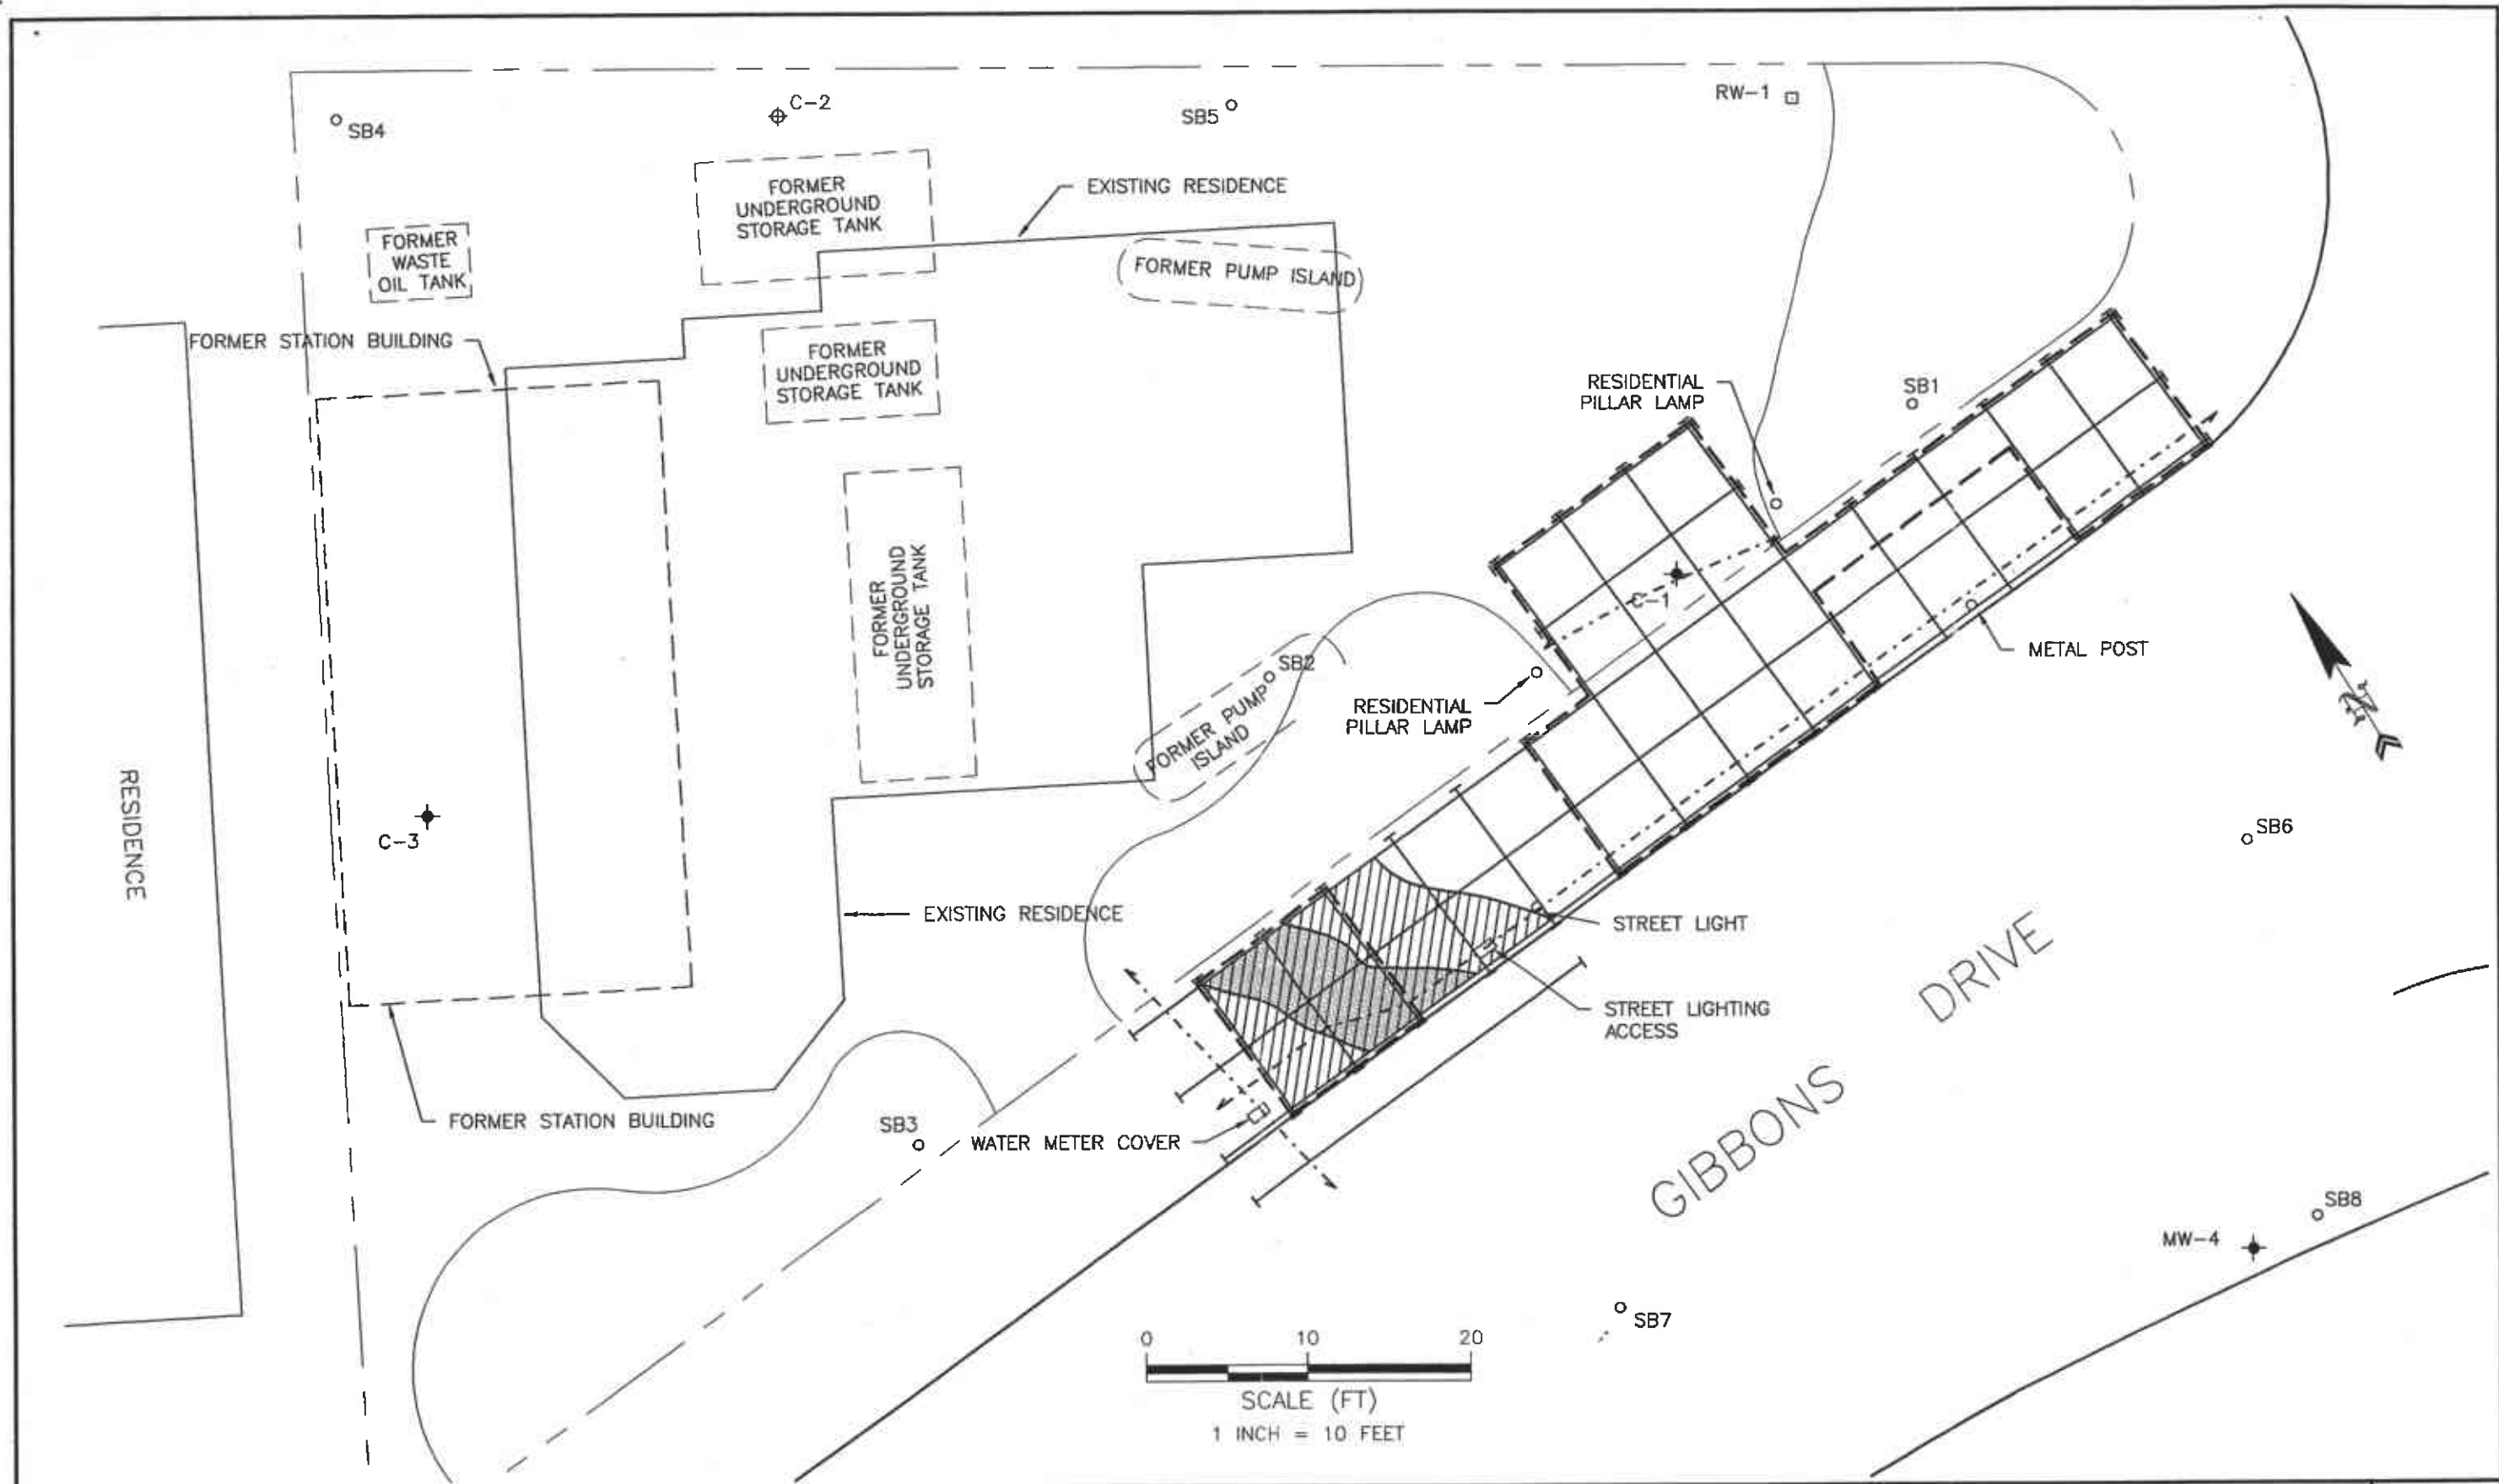 C-2
SB4
SB5
RW-1
FORMER
UNDERGROUND
STORAGE TANK
EXISTING RESIDENCE
FORMER
WASTE
OIL TANK
FORMER PUMP ISLAND
FORMER STATION BUILDING
FORMER
UNDERGROUND
STORAGE TANK
RESIDENTIAL
PILLAR LAMP
SB1
FORMER
UNDERGROUND
STORAGE TANK
C-1
METAL POST
SB2
FORMER PUMP
ISLAND
RESIDENTIAL
PILLAR LAMP
N
RESIDENCE
C-3
SB6
EXISTING RESIDENCE
STREET LIGHT
STREET LIGHTING
ACCESS
GIBBONS DRIVE
FORMER STATION BUILDING
SB3
WATER METER COVER
SB8
MW-4
SB7
0 10 20
SCALE (FT)
1 INCH = 10 FEET